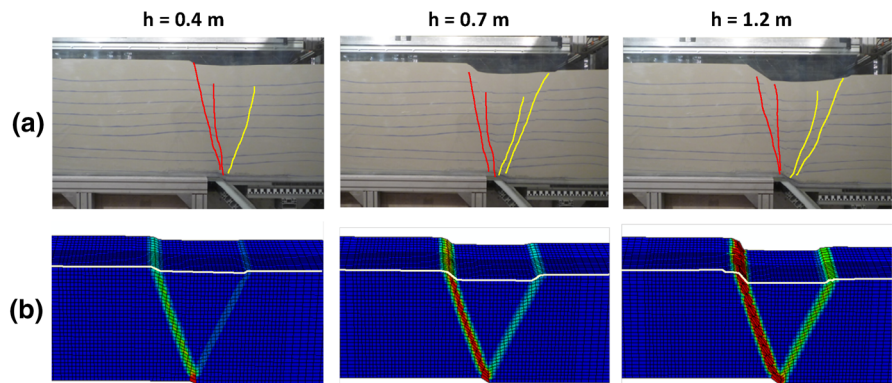 h = 0.4 m h = 0.7 m h = 1.2 m
(a)
(b)